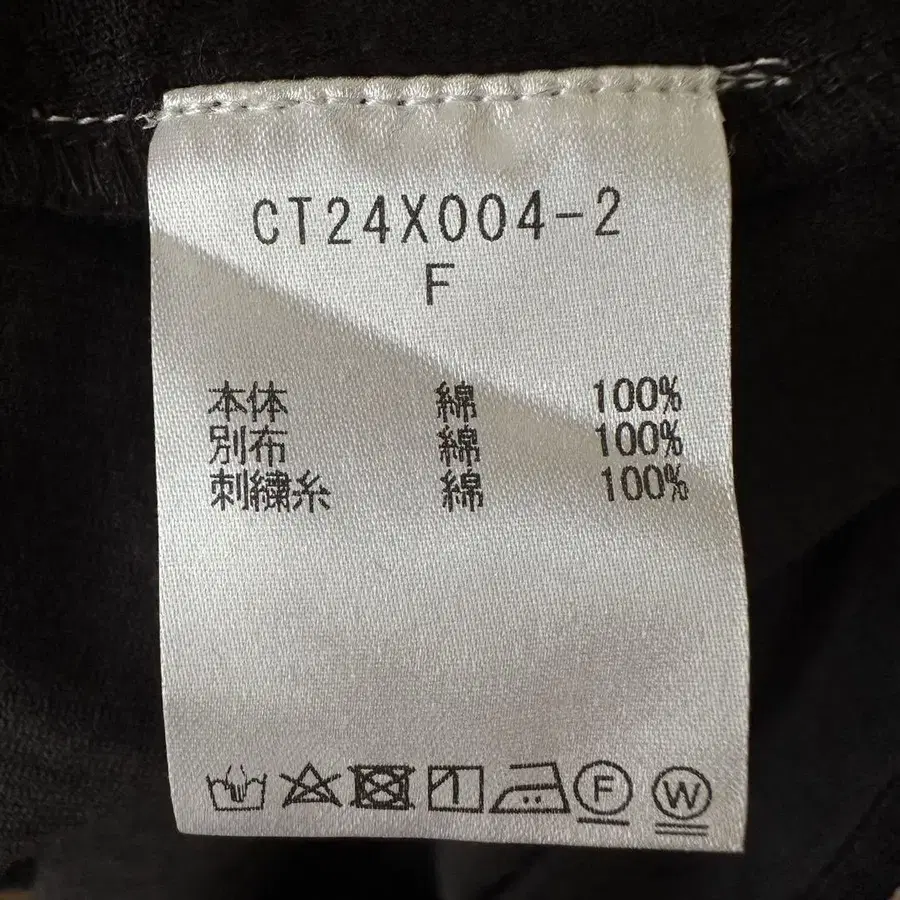 CT24X004-2
F
本体 綿 100%
別布 綿 100%
刺繍糸 綿 100%
F W